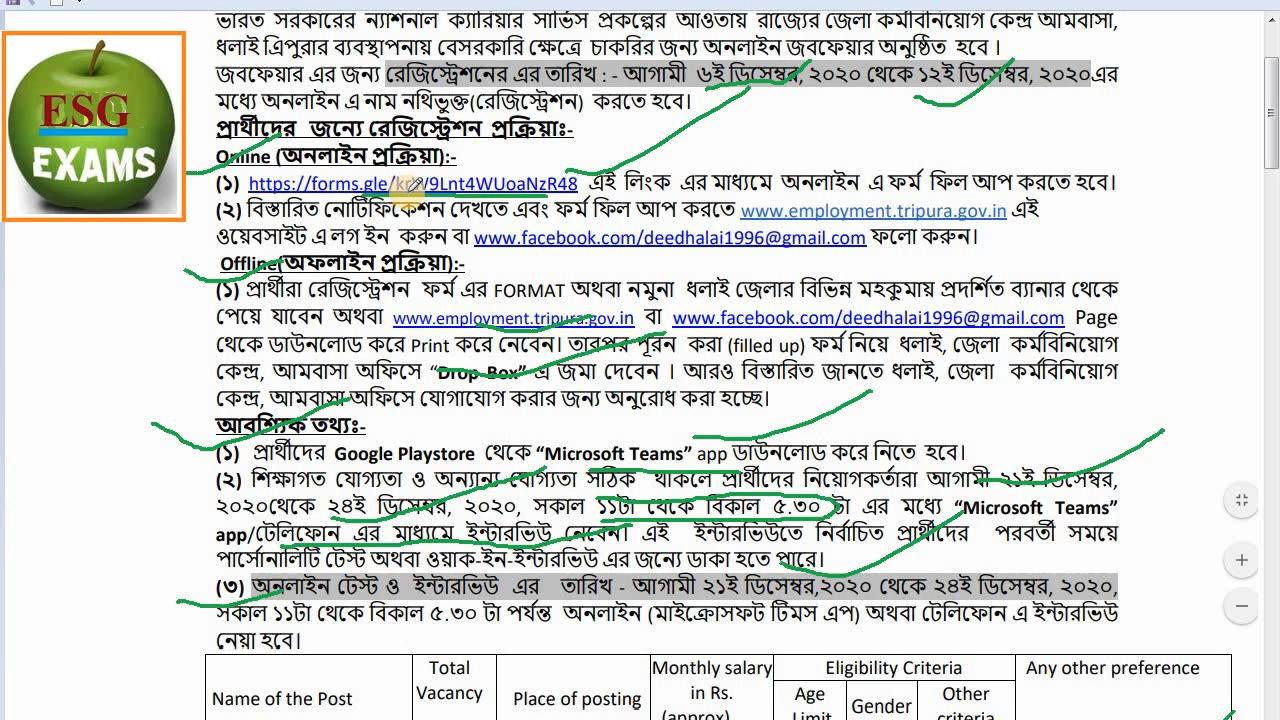 ESG
EXAMS
ভারত সরকারের ন্যাশনাল ক্যারিয়ার সার্ভিস প্রকল্পের আওতায় রাজ্যের জেলা কর্মবিনিয়োগ কেন্দ্র আমবাসা,
ধলাই ত্রিপুরার ব্যবস্থাপনায় বেসরকারি ক্ষেত্রে চাকরির জন্য অনলাইন জবফেয়ার অনুষ্ঠিত হবে ।
জবফেয়ার এর জন্য রেজিস্ট্রেশনের এর তারিখ : - আগামী ৬ই ডিসেম্বর, ২০২০ থেকে ১২ই ডিসেম্বর, ২০২০এর
মধ্যে অনলাইন এ নাম নথিভুক্ত(রেজিস্ট্রেশন) করতে হবে।
প্রার্থীদের জন্যে রেজিস্ট্রেশন প্রক্রিয়াঃ-
Online (অনলাইন প্রক্রিয়া):-
(১) https://forms.gle/ এই লিংক এর মাধ্যমে অনলাইন এ ফর্ম ফিল আপ করতে হবে।
(২) বিস্তারিত নোটিফিকেশন দেখতে এবং ফর্ম ফিল আপ করতে www.employment.tripura.gov.in এই
ওয়েবসাইট এ লগ ইন করুন বা www.facebook.com/deedhalai1996@gmail.com ফলো করুন।
Offline(অফলাইন প্রক্রিয়া):-
(১) প্রার্থীরা রেজিস্ট্রেশন ফর্ম এর FORMAT অথবা নমুনা ধলাই জেলার বিভিন্ন মহকুমায় প্রদর্শিত ব্যানার থেকে
পেয়ে যাবেন অথবা www.employment.tripura.gov.in বা www.facebook.com/deedhalai1996@gmail.com Page
থেকে ডাউনলোড করে Print করে নেবেন। তারপর পূরন করা (filled up) ফর্ম নিয়ে ধলাই, জেলা কর্মবিনিয়োগ
কেন্দ্র, আমবাসা অফিসে “Drop Box” এ জমা দেবেন । আরও বিস্তারিত জানতে ধলাই, জেলা কর্মবিনিয়োগ
কেন্দ্র, আমবাসা অফিসে যোগাযোগ করার জন্য অনুরোধ করা হচ্ছে।
আবশ্যিক তথ্যঃ-
(১) প্রার্থীদের Google Playstore থেকে “Microsoft Teams” app ডাউনলোড করে নিতে হবে।
(২) শিক্ষাগত যোগ্যতা ও অন্যান্য যোগ্যতা সঠিক থাকলে প্রার্থীদের নিয়োগকর্তারা আগামী ২১ই ডিসেম্বর,
২০২০থেকে ২৪ই ডিসেম্বর, ২০২০, সকাল ১১টা থেকে বিকাল ৫.৩০ টা এর মধ্যে “Microsoft Teams”
app/টেলিফোন এর মাধ্যমে ইন্টারভিউ নেবেন। এই ইন্টারভিউতে নির্বাচিত প্রার্থীদের পরবর্তী সময়ে
পার্সোনালিটি টেস্ট অথবা ওয়াক-ইন-ইন্টারভিউ এর জন্যে ডাকা হতে পারে।
(৩) অনলাইন টেস্ট ও ইন্টারভিউ এর তারিখ - আগামী ২১ই ডিসেম্বর,২০২০ থেকে ২৪ই ডিসেম্বর, ২০২০,
সকাল ১১টা থেকে বিকাল ৫.৩০ টা পর্যন্ত অনলাইন (মাইক্রোসফট টিমস এপ) অথবা টেলিফোন এ ইন্টারভিউ
নেয়া হবে।
Name of the Post
Total Vacancy
Place of posting
Monthly salary in Rs. (approx)
Eligibility Criteria
Age Limit
Gender
Other criteria
Any other preference